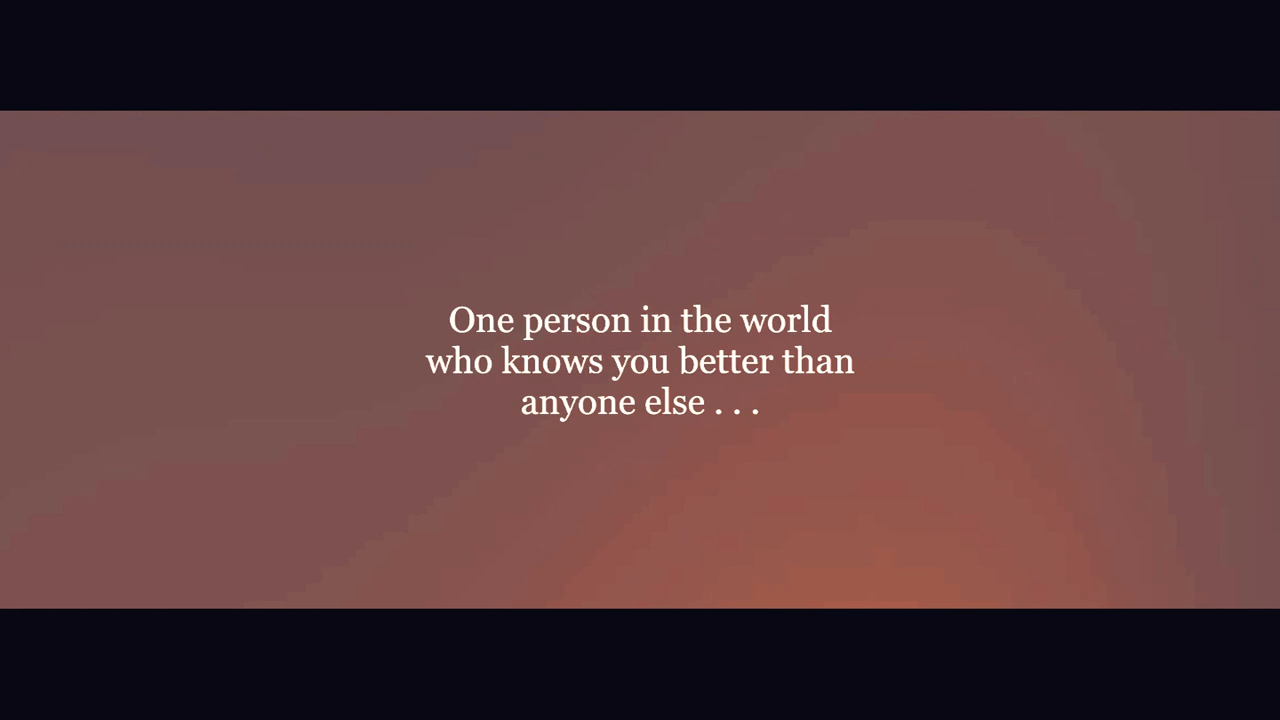 One person in the world
who knows you better than
anyone else . . .